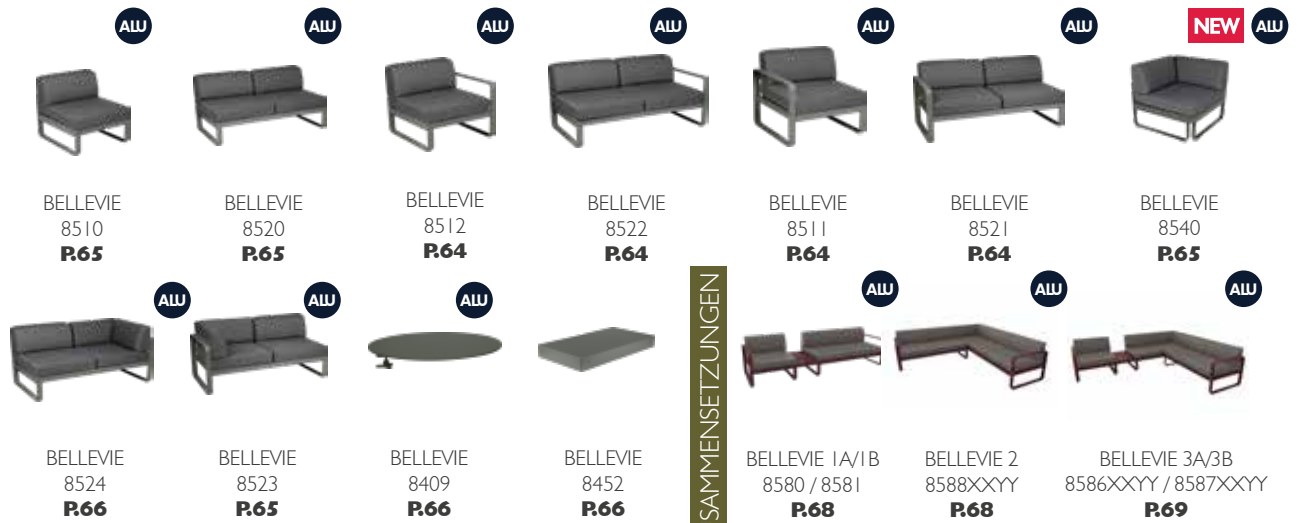 ALU
ALU
ALU
ALU
ALU
ALU
NEW ALU
BELLEVIE
8510
P.65
BELLEVIE
8520
P.65
BELLEVIE
8512
P.64
BELLEVIE
8522
P.64
BELLEVIE
8511
P.64
BELLEVIE
8521
P.64
BELLEVIE
8540
P.65
ALU
ALU
ALU
SAMMENSETZUNGEN
ALU
ALU
ALU
BELLEVIE
8524
P.66
BELLEVIE
8523
P.65
BELLEVIE
8409
P.66
BELLEVIE
8452
P.66
BELLEVIE 1A/1B
8580 / 8581
P.68
BELLEVIE 2
8588XXYY
P.68
BELLEVIE 3A/3B
8586XXYY / 8587XXYY
P.69